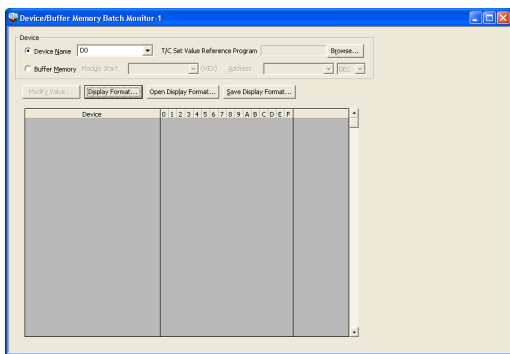 Device/Buffer Memory Batch Monitor-1
Device
Device Name D0 T/C Set Value Reference Program Browse...
Buffer Memory Module Start (HEX) Address DEC
Modify Value... Display Format... Open Display Format... Save Display Format...
Device 0 1 2 3 4 5 6 7 8 9 A B C D E F